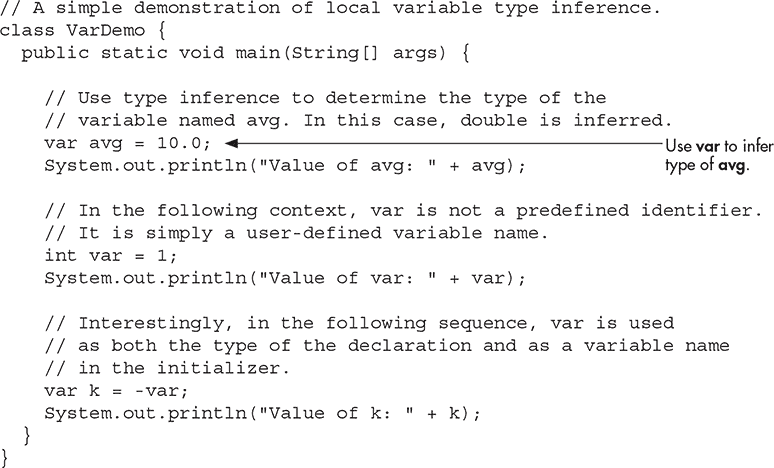 // A simple demonstration of local variable type inference.
class VarDemo {
  public static void main(String[] args) {

    // Use type inference to determine the type of the
    // variable named avg. In this case, double is inferred.
    var avg = 10.0;
    System.out.println("Value of avg: " + avg);
Use var to infer
type of avg.

    // In the following context, var is not a predefined identifier.
    // It is simply a user-defined variable name.
    int var = 1;
    System.out.println("Value of var: " + var);

    // Interestingly, in the following sequence, var is used
    // as both the type of the declaration and as a variable name
    // in the initializer.
    var k = -var;
    System.out.println("Value of k: " + k);
  }
}